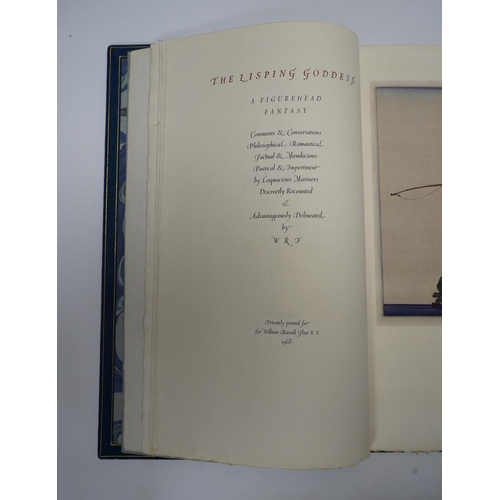 THE LISPING GODDESS
A FIGUREHEAD
FANTASY
Comments & Conversations
Philosophical, Romantical,
Factual & Mendacious
Poetical & Impertinent
by Loquacious Mariners
Discreetly Recounted
&
Advantageously Delineated
by
W R F
Privately printed for
Sir William Russell Flint R A
1968